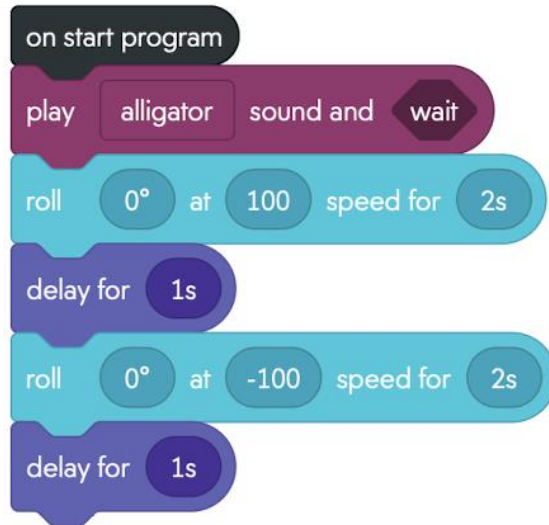 on start program
play alligator sound and wait
roll 0° at 100 speed for 2s
delay for 1s
roll 0° at -100 speed for 2s
delay for 1s